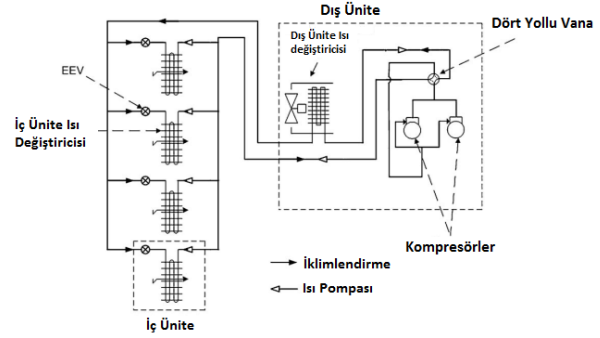 Dış Ünite
Dört Yollu Vana
Dış Ünite Isı
değiştiricisi
EEV
İç Ünite Isı
Değiştiricisi
Kompresörler
İklimlendirme
Isı Pompası
İç Ünite